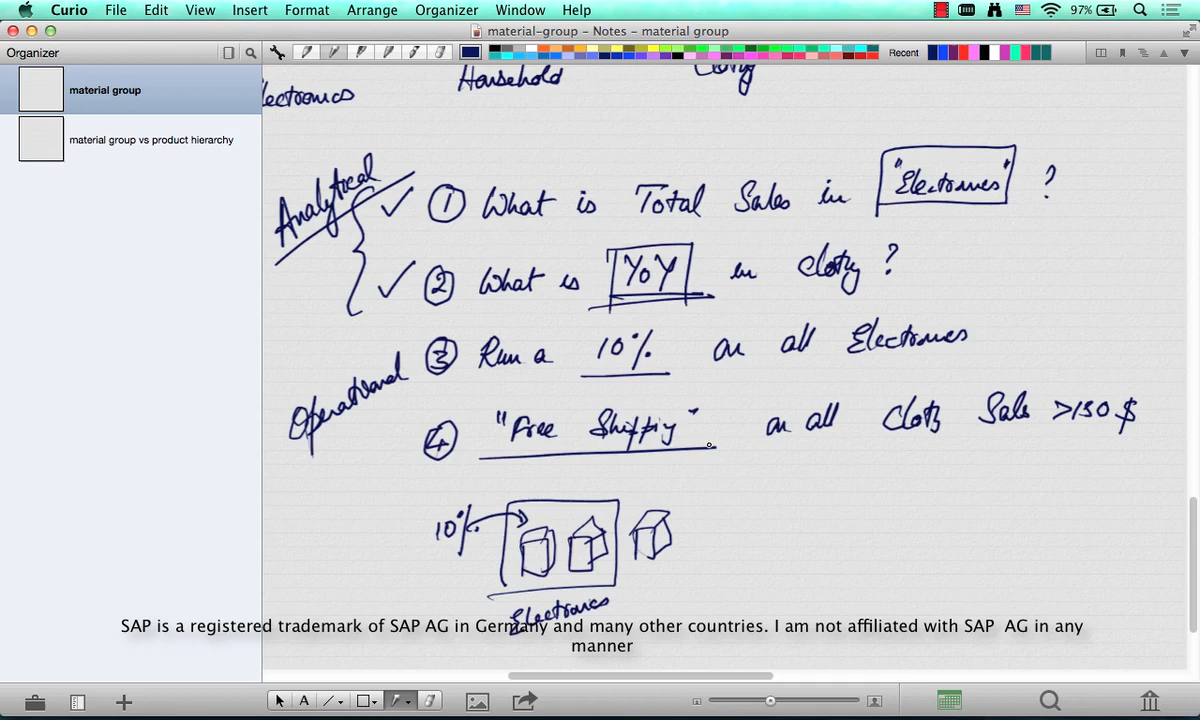 Curio File Edit View Insert Format Arrange Organizer Window Help 97%
material-group – Notes – material group
Organizer
Recent
material group
material group vs product hierarchy
lectronics Household
Analytical
1 What is Total Sales in "Electronics" ?
2 What is YoY in Clothg ?
3 Run a 10% on all Electronics
Operational
4 "Free Shipping" on all Sales >150 $
10%
Electronics
SAP is a registered trademark of SAP AG in Germany and many other countries. I am not affiliated with SAP AG in any
manner
A